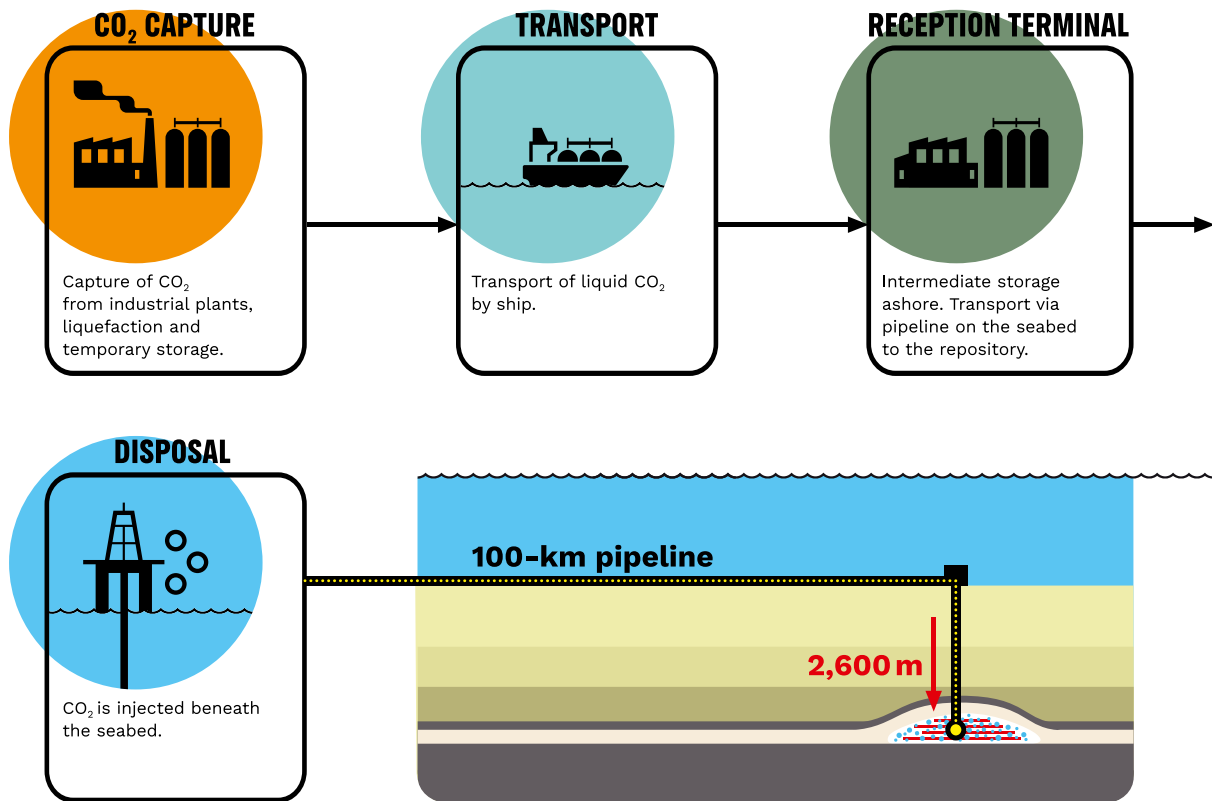 CO₂ CAPTURE
Capture of CO₂
from industrial plants,
liquefaction and
temporary storage.
TRANSPORT
Transport of liquid CO₂
by ship.
RECEPTION TERMINAL
Intermediate storage
ashore. Transport via
pipeline on the seabed
to the repository.
DISPOSAL
CO₂ is injected beneath
the seabed.
100-km pipeline
2,600 m